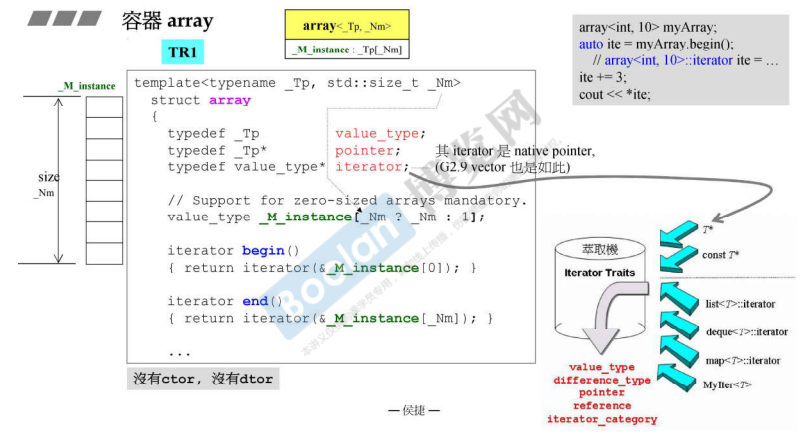 容器 array
TR1
array<_Tp, _Nm>
_M_instance : _Tp[_Nm]
array<int, 10> myArray;
auto ite = myArray.begin();
// array<int, 10>::iterator ite = …
ite += 3;
cout << *ite;
_M_instance
size
_Nm
template<typename _Tp, std::size_t _Nm>
struct array
{
typedef _Tp value_type;
typedef _Tp* pointer;
typedef value_type* iterator;
其 iterator 是 native pointer,
(G2.9 vector 也是如此)
// Support for zero-sized arrays mandatory.
value_type _M_instance[_Nm ? _Nm : 1];
iterator begin()
{ return iterator(&_M_instance[0]); }
iterator end()
{ return iterator(&_M_instance[_Nm]); }
...
沒有ctor, 沒有dtor
萃取機
Iterator Traits
T*
const T*
list<T>::iterator
deque<T>::iterator
map<T>::iterator
MyIter<T>
value_type
difference_type
pointer
reference
iterator_category
— 侯捷 —
Boolan
博览网